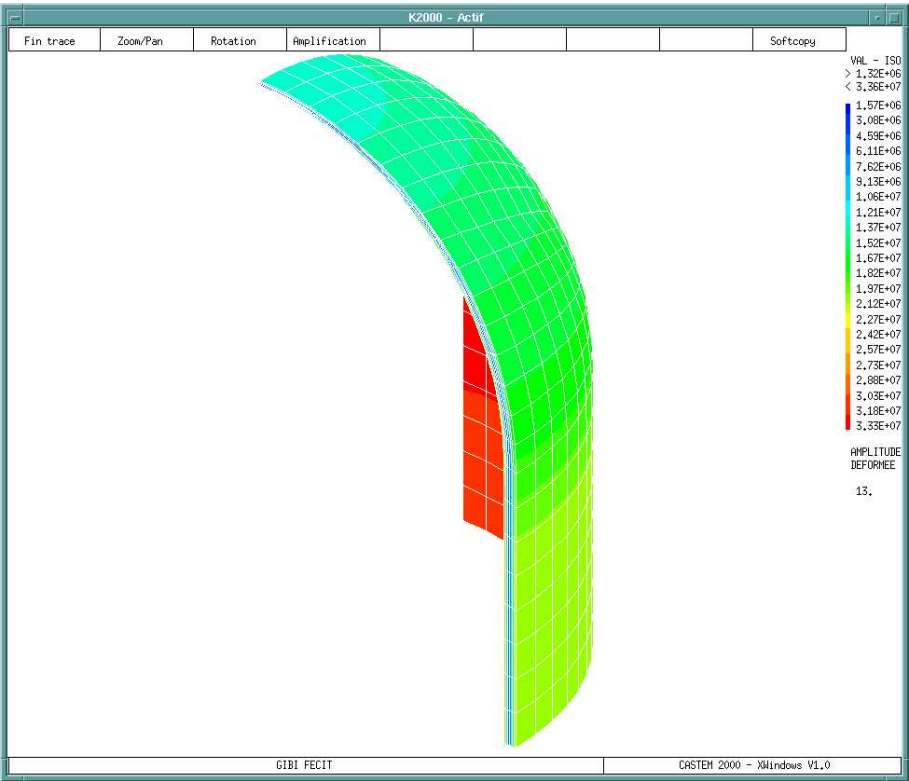 K2000 - Actif
Fin trace Zoom/Pan Rotation Amplification Softcopy
VAL - ISO
> 1.32E+06
< 3.36E+07
1.57E+06
3.08E+06
4.59E+06
6.11E+06
7.62E+06
9.13E+06
1.06E+07
1.21E+07
1.37E+07
1.52E+07
1.67E+07
1.82E+07
1.97E+07
2.12E+07
2.27E+07
2.42E+07
2.57E+07
2.73E+07
2.88E+07
3.03E+07
3.18E+07
3.33E+07
AMPLITUDE
DEFORMEE
13.
GIBI FECIT CASTEM 2000 - XWindows V1.0